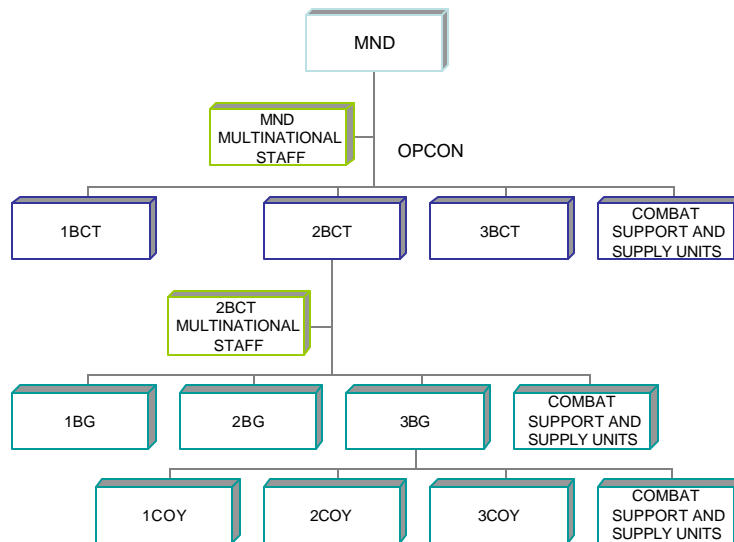 MND
MND
MULTINATIONAL
STAFF
OPCON
1BCT
2BCT
3BCT
COMBAT
SUPPORT AND
SUPPLY UNITS
2BCT
MULTINATIONAL
STAFF
1BG
2BG
3BG
COMBAT
SUPPORT AND
SUPPLY UNITS
1COY
2COY
3COY
COMBAT
SUPPORT AND
SUPPLY UNITS